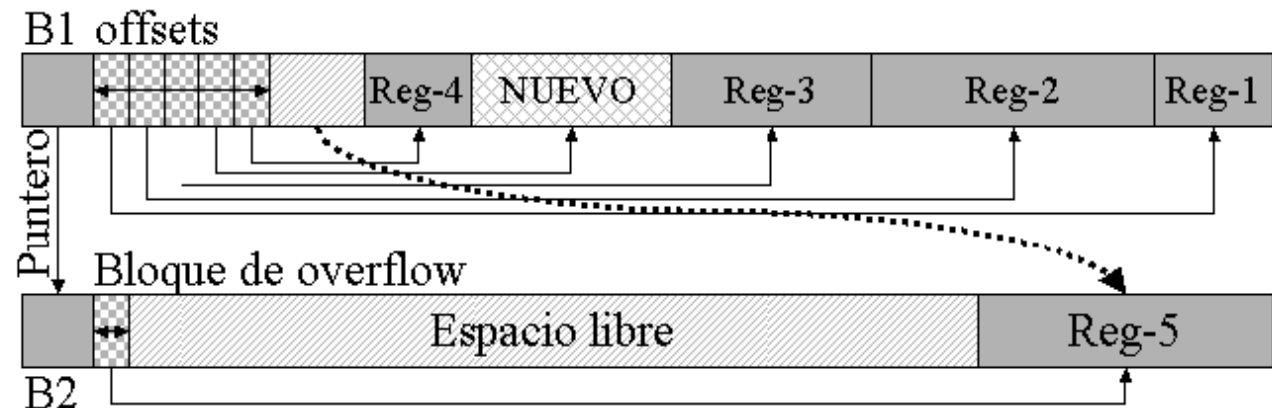 B1 offsets
Reg-4 NUEVO Reg-3 Reg-2 Reg-1
Puntero
Bloque de overflow
Espacio libre Reg-5
B2